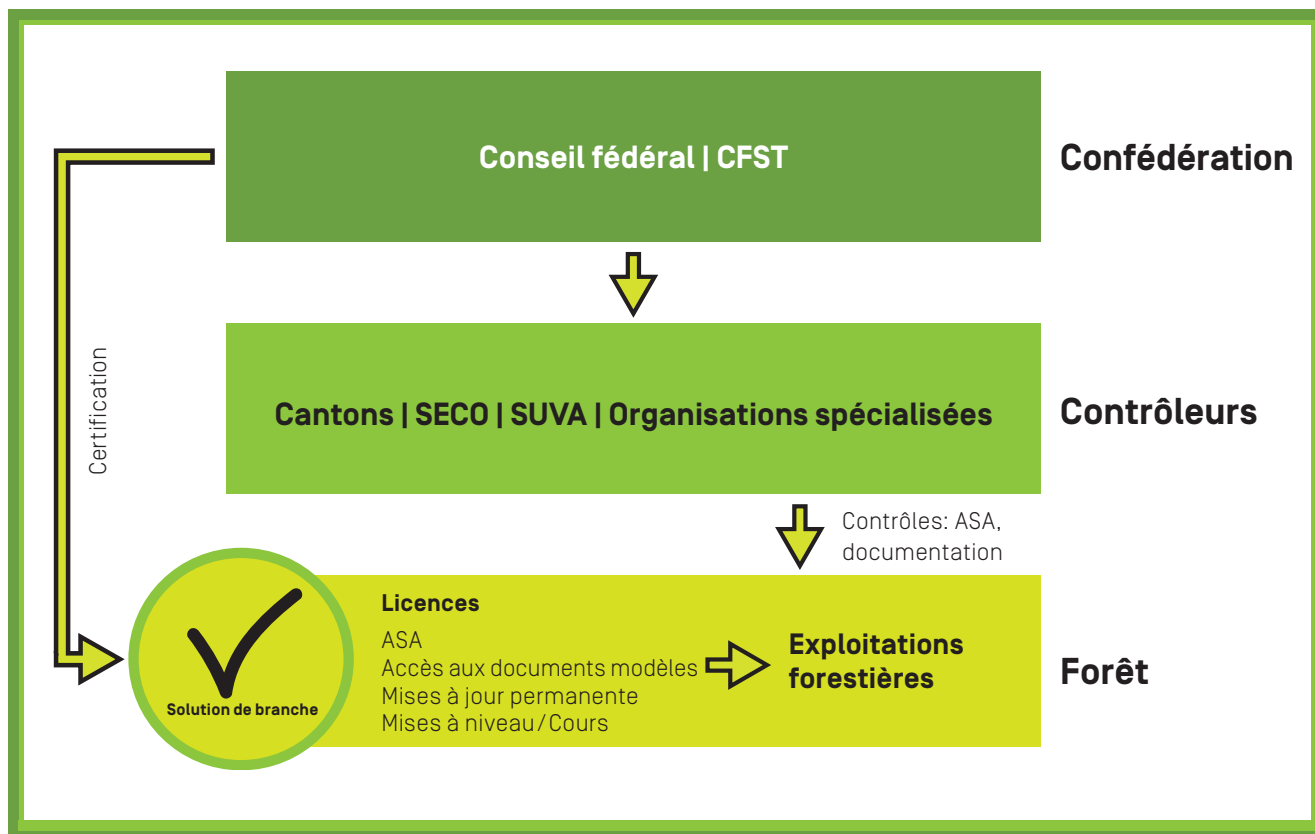 Conseil fédéral | CFST
Confédération
Certification
Cantons | SECO | SUVA | Organisations spécialisées
Contrôleurs
Contrôles: ASA,
documentation
Solution de branche
Licences
ASA
Accès aux documents modèles
Mises à jour permanente
Mises à niveau/Cours
Exploitations
forestières
Forêt